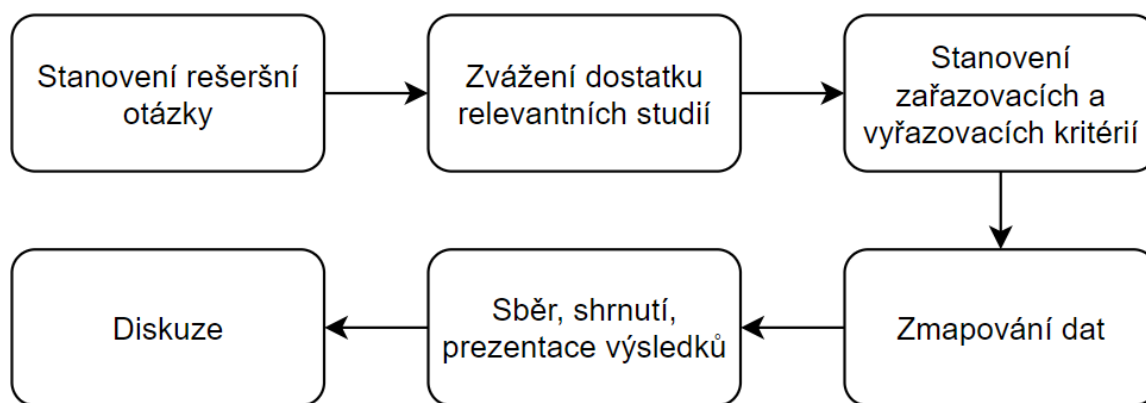 Stanovení rešeršní
otázky
Zvážení dostatku
relevantních studií
Stanovení
zařazovacích a
vyřazovacích kritérií
Zmapování dat
Sběr, shrnutí,
prezentace výsledků
Diskuze